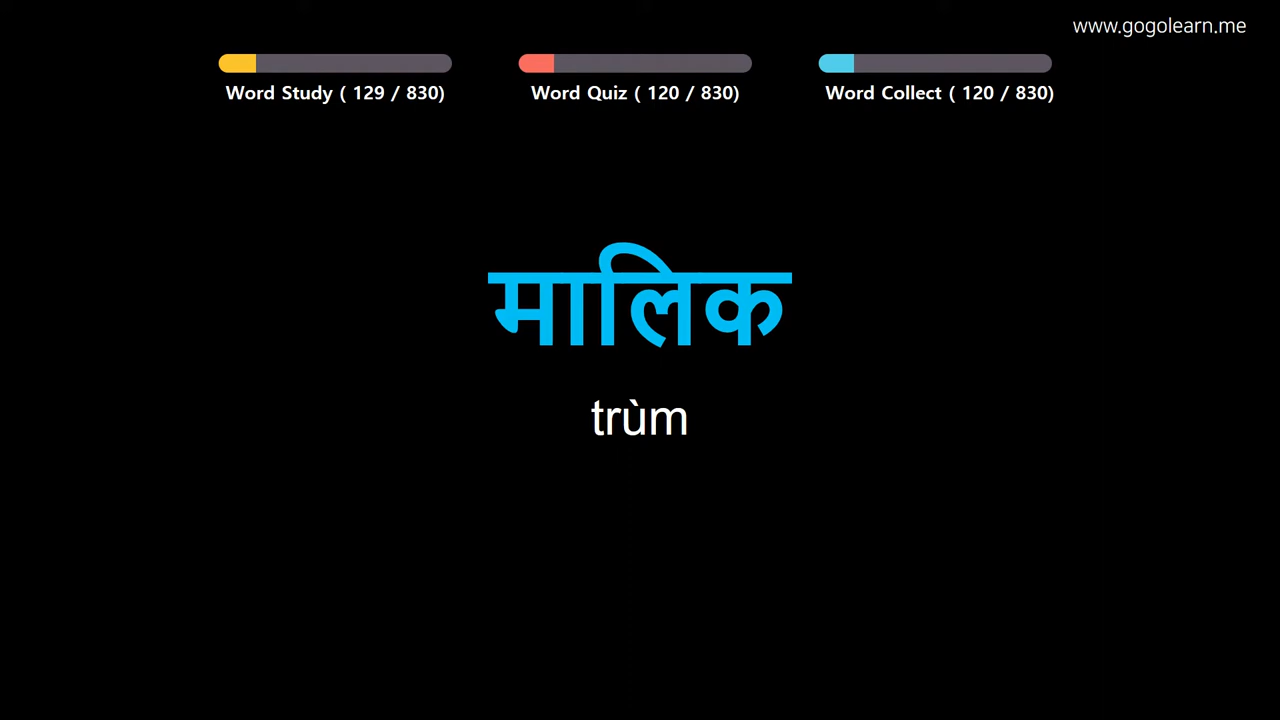 www.gogolearn.me
Word Study ( 129 / 830)
Word Quiz ( 120 / 830)
Word Collect ( 120 / 830)
मालिक
trùm